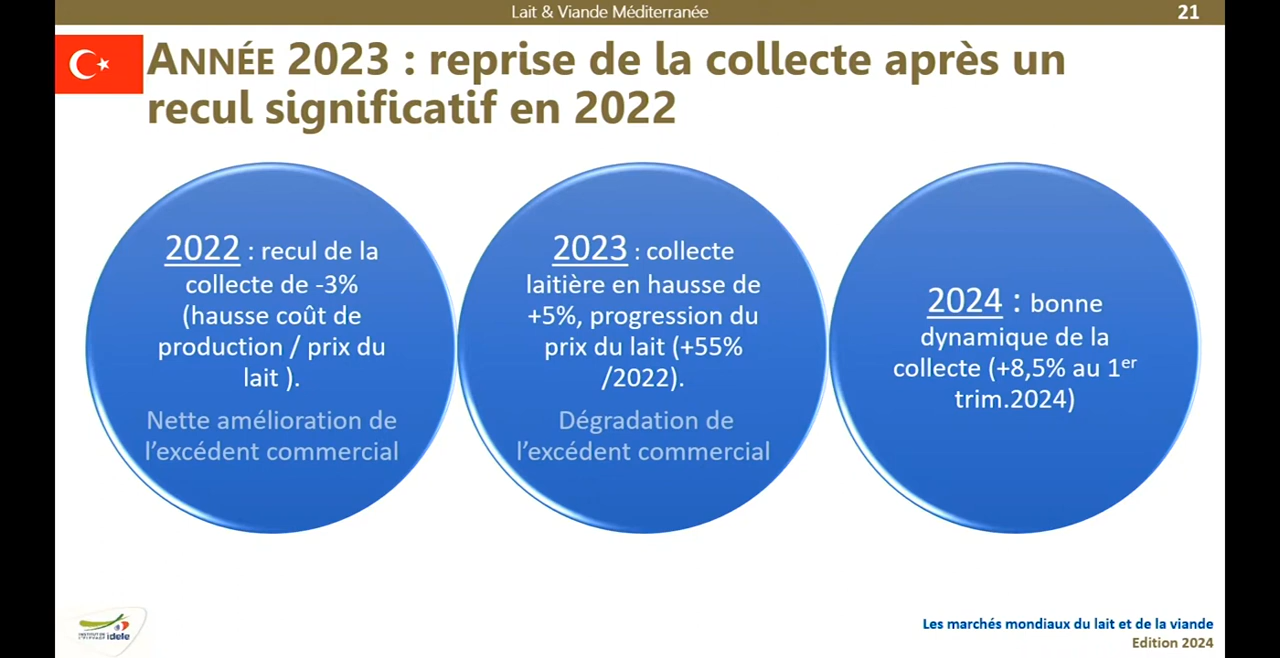 Lait & Viande Méditerranée
21
ANNÉE 2023 : reprise de la collecte après un
recul significatif en 2022
2022 : recul de la
collecte de -3%
(hausse coût de
production / prix du
lait ).
Nette amélioration de
l’excédent commercial
2023 : collecte
laitière en hausse de
+5%, progression du
prix du lait (+55%
/2022).
Dégradation de
l’excédent commercial
2024 : bonne
dynamique de la
collecte (+8,5% au 1er
trim.2024)
INSTITUT DE
L'ELEVAGE idele
Les marchés mondiaux du lait et de la viande
Edition 2024